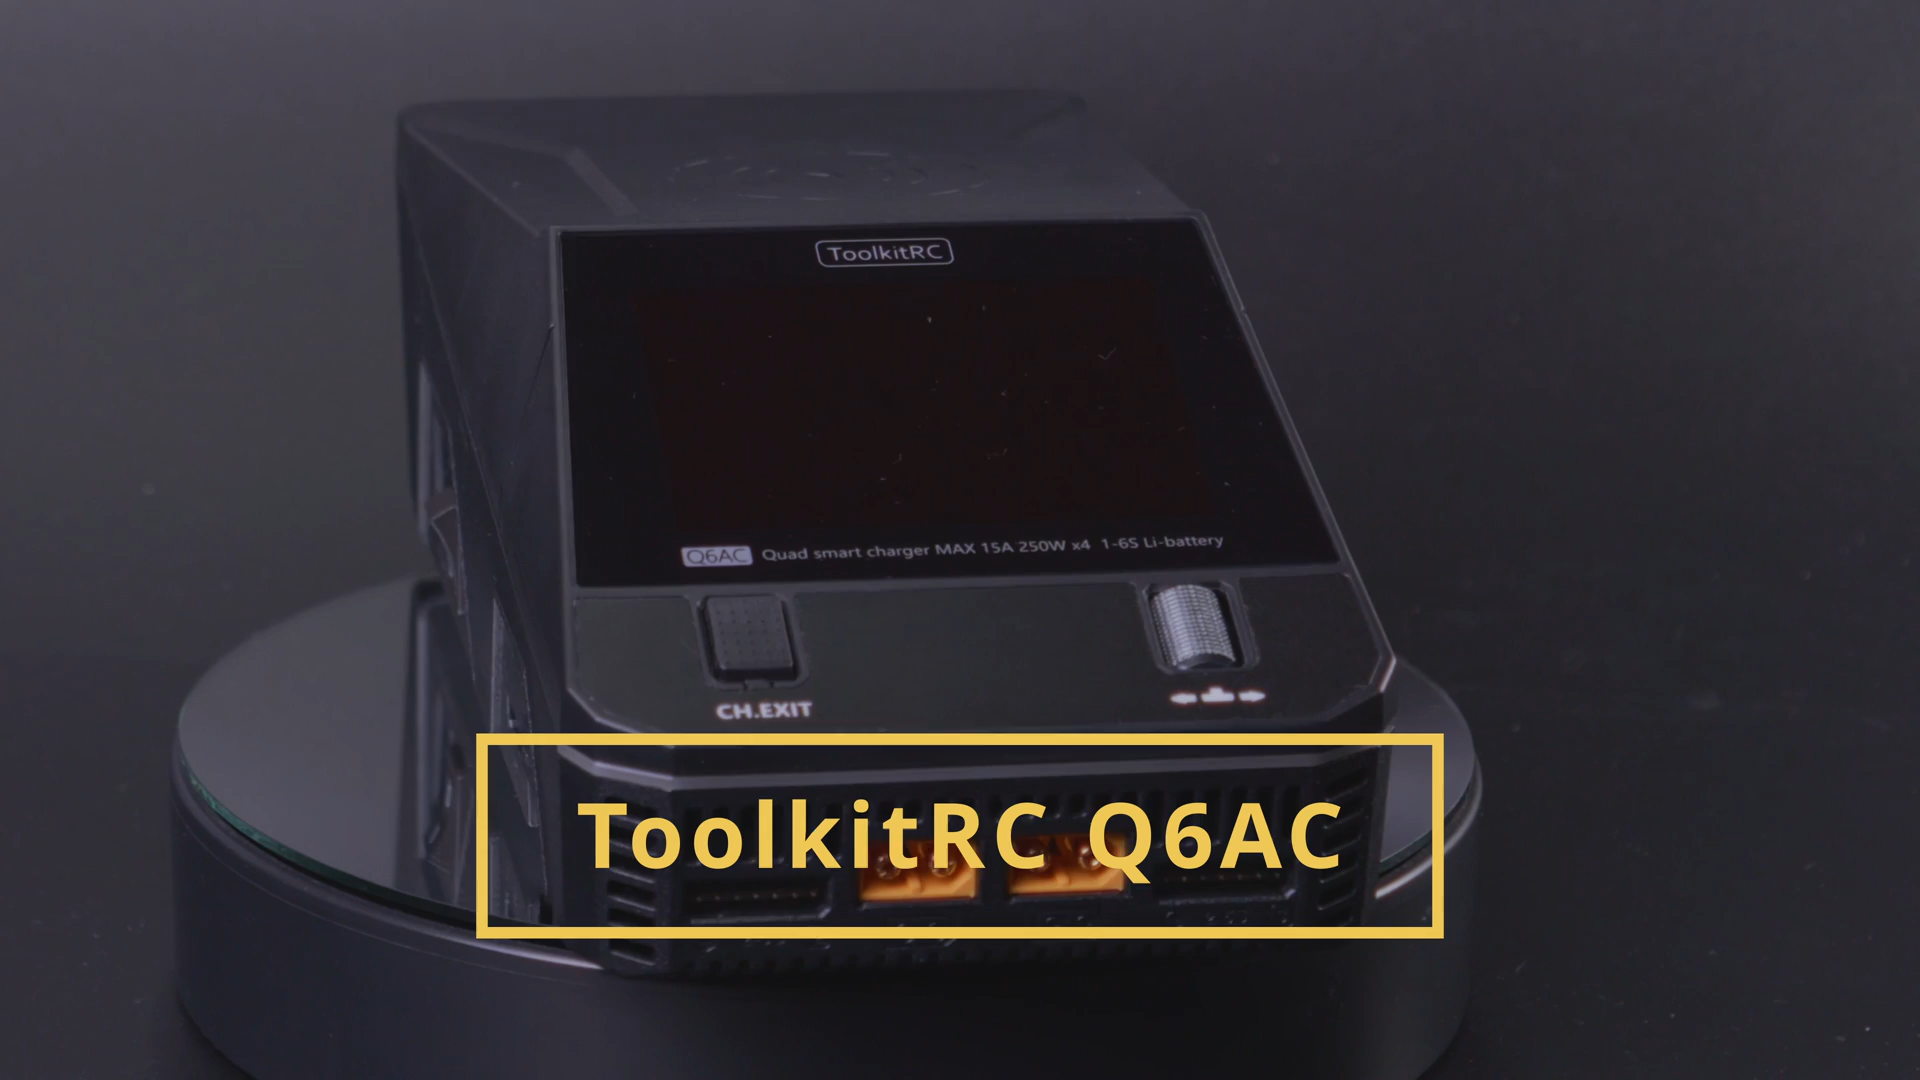 ToolkitRC
Q6AC Quad smart charger MAX 15A 250W x4 1-6S Li-battery
CH.EXIT
ToolkitRC Q6AC